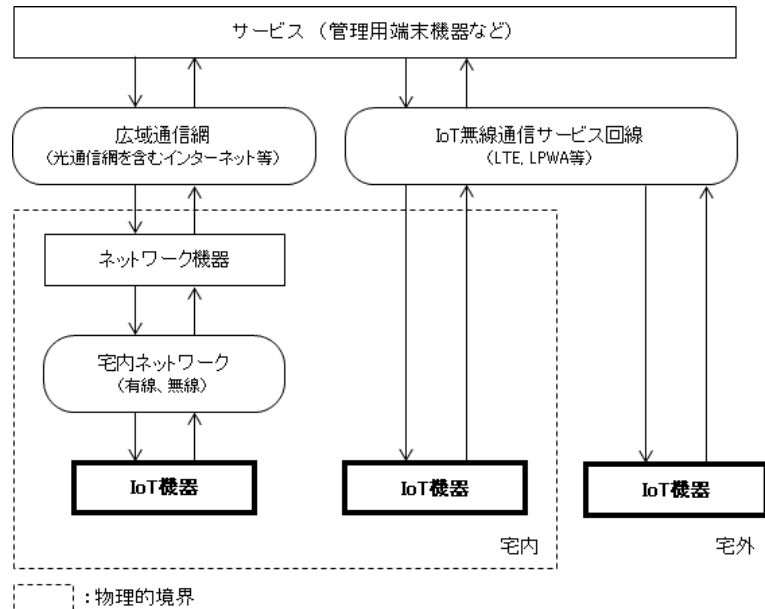 サービス（管理用端末機器など）
広域通信網
（光通信網を含むインターネット等）
IoT無線通信サービス回線
（LTE, LPWA等）
ネットワーク機器
宅内ネットワーク
（有線、無線）
IoT機器
IoT機器
IoT機器
宅内
宅外
：物理的境界